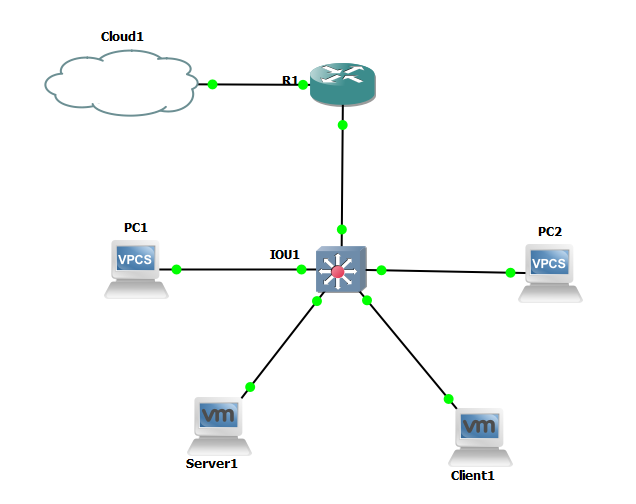 Cloud1
R1
PC1
VPCS
IOU1
PC2
VPCS
vm
Server1
vm
Client1